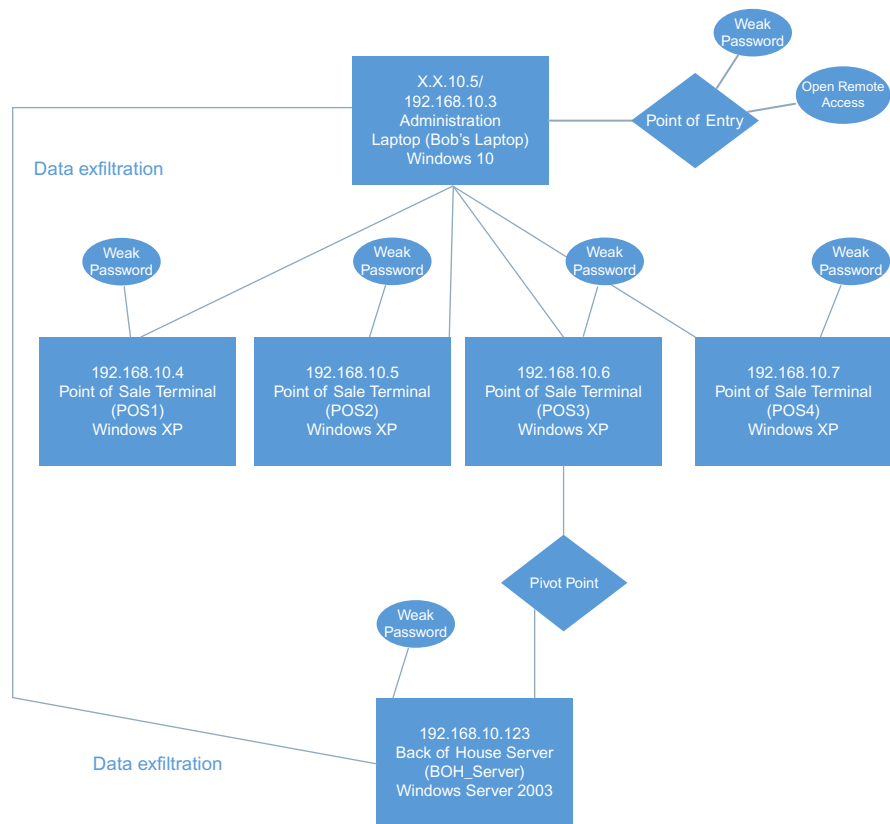 Weak
Password
X.X.10.5/
192.168.10.3
Administration
Laptop (Bob's Laptop)
Windows 10
Point of Entry
Open Remote
Access
Data exfiltration
Weak
Password
Weak
Password
Weak
Password
Weak
Password
192.168.10.4
Point of Sale Terminal
(POS1)
Windows XP
192.168.10.5
Point of Sale Terminal
(POS2)
Windows XP
192.168.10.6
Point of Sale Terminal
(POS3)
Windows XP
192.168.10.7
Point of Sale Terminal
(POS4)
Windows XP
Pivot Point
Weak
Password
192.168.10.123
Back of House Server
(BOH_Server)
Windows Server 2003
Data exfiltration